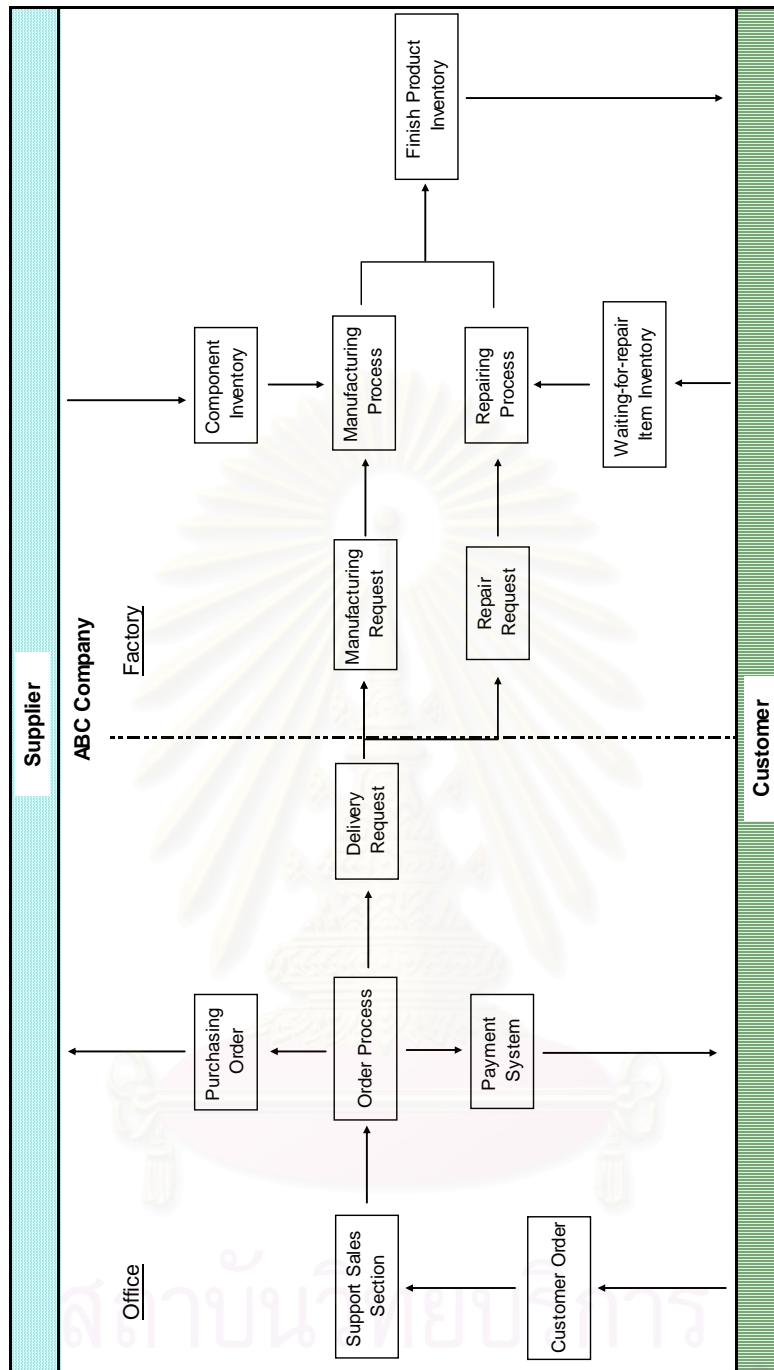 Supplier
ABC Company
Office
Factory
Purchasing
Order
Component
Inventory
Support Sales
Section
Order Process
Delivery
Request
Manufacturing
Request
Manufacturing
Process
Finish Product
Inventory
Payment
System
Repair
Request
Repairing
Process
Customer Order
Waiting-for-repair
Item Inventory
Customer
สถาบันวิทยบริการ